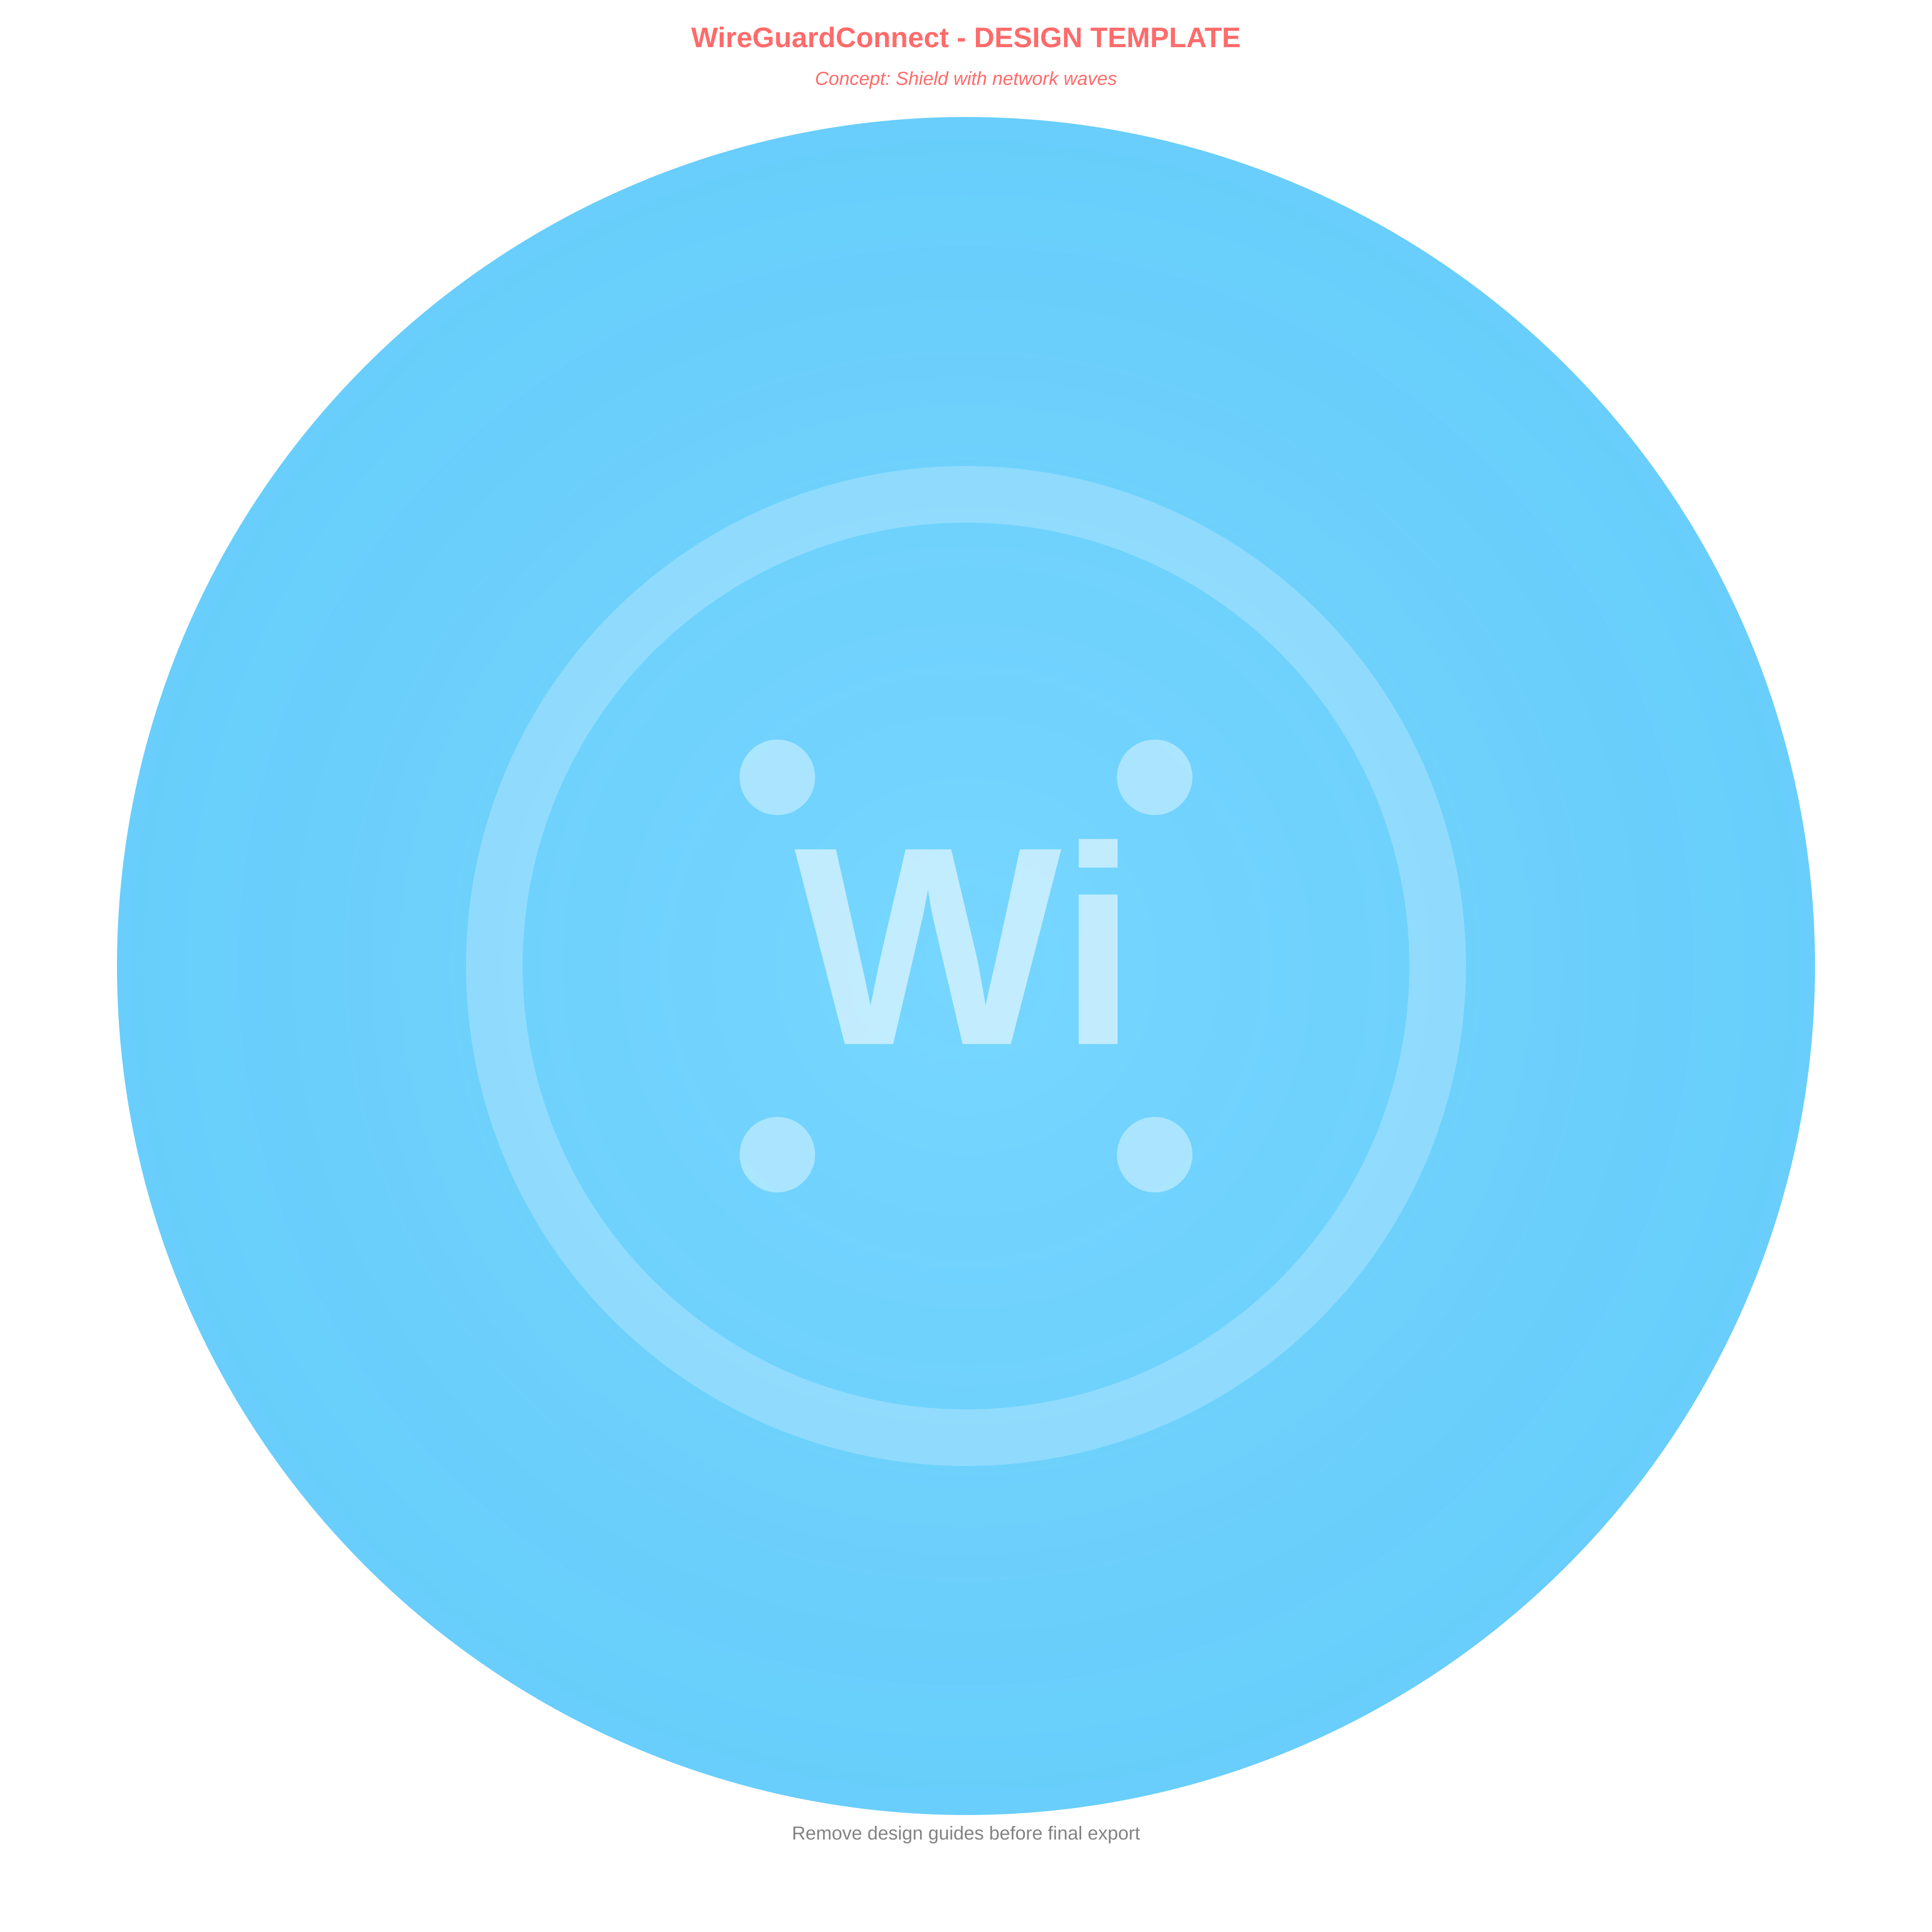 WireGuardConnect - DESIGN TEMPLATE
Concept: Shield with network waves
Wi
Remove design guides before final export